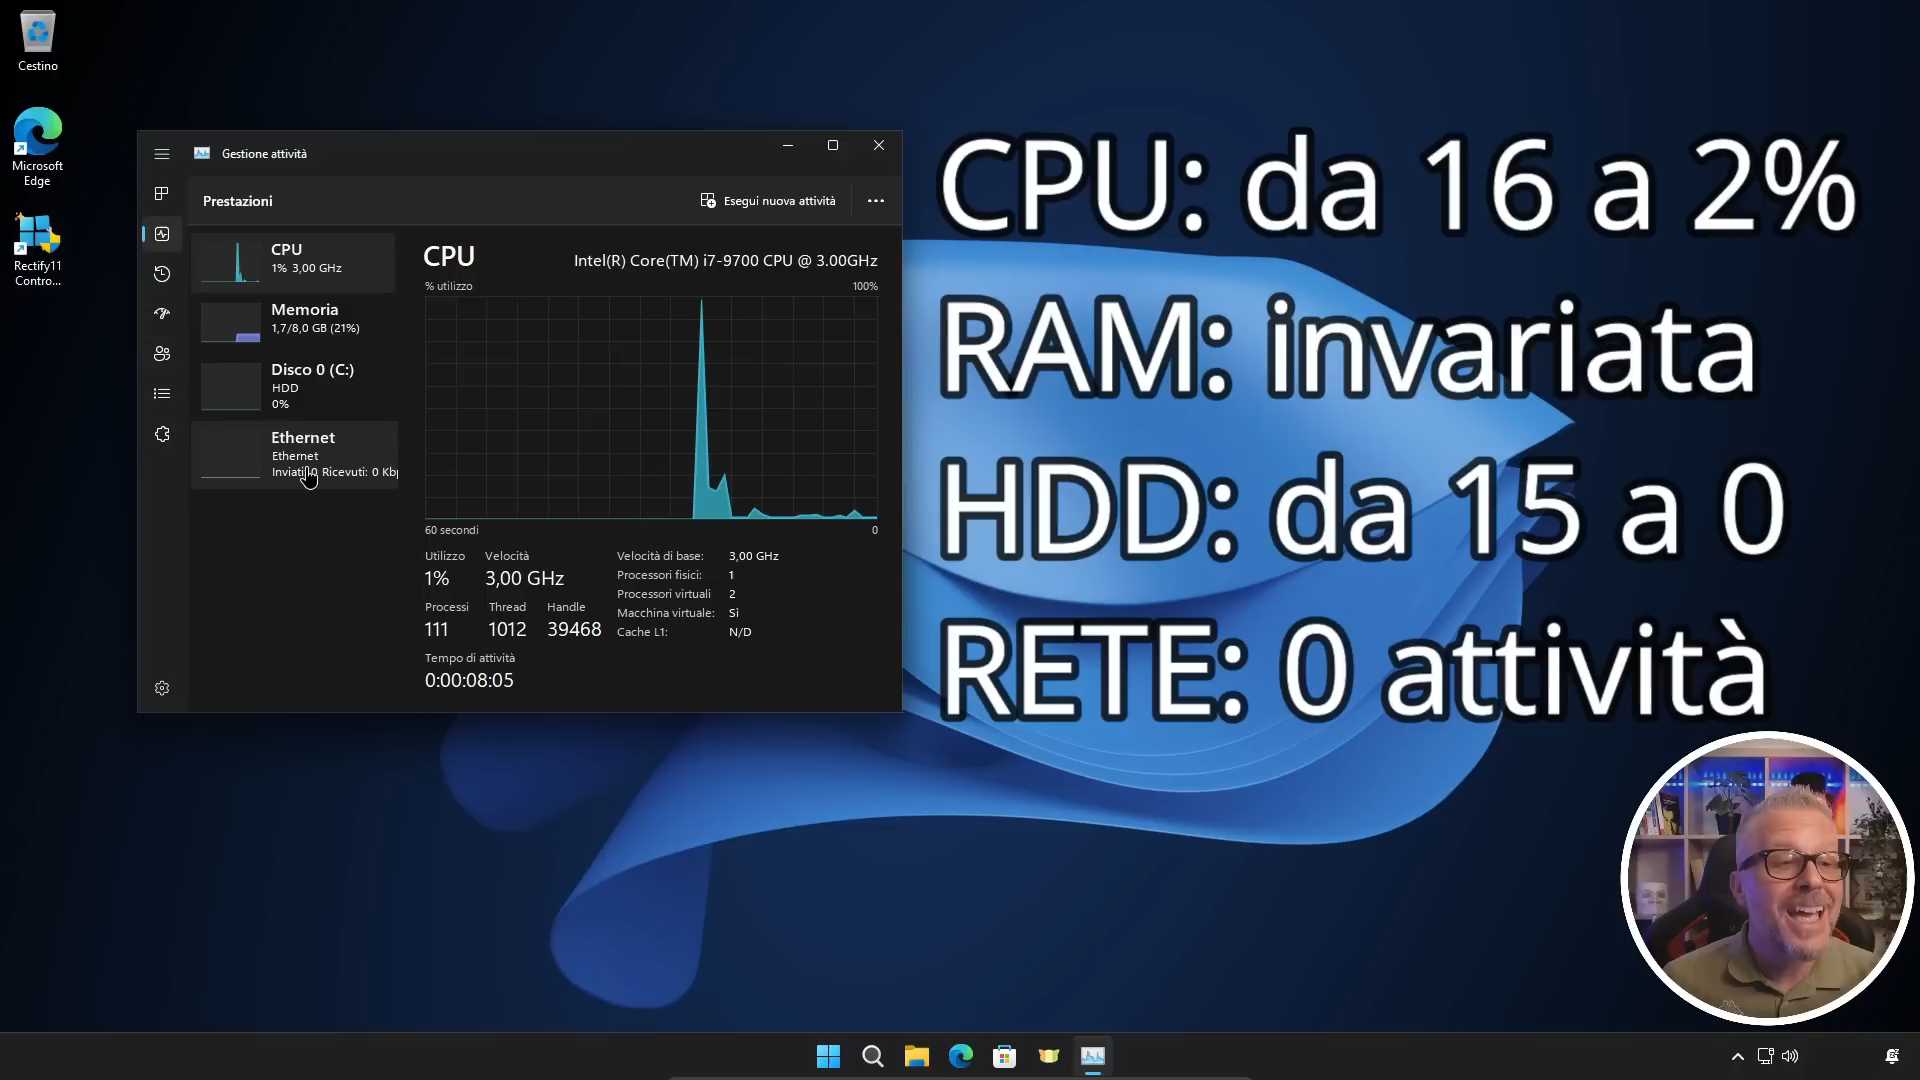 Cestino
Microsoft
Edge
Rectify11
Contro...
Gestione attività
Prestazioni
Esegui nuova attività
CPU
1% 3,00 GHz
Memoria
1,7/8,0 GB (21%)
Disco 0 (C:)
HDD
0%
Ethernet
Ethernet
Inviati: 0 Ricevuti: 0 Kbp
CPU
Intel(R) Core(TM) i7-9700 CPU @ 3.00GHz
% utilizzo
100%
60 secondi
0
Utilizzo
1%
Velocità
3,00 GHz
Processi
111
Thread
1012
Handle
39468
Tempo di attività
0:00:08:05
Velocità di base: 3,00 GHz
Processori fisici: 1
Processori virtuali 2
Macchina virtuale: Sì
Cache L1: N/D
CPU: da 16 a 2%
RAM: invariata
HDD: da 15 a 0
RETE: 0 attività